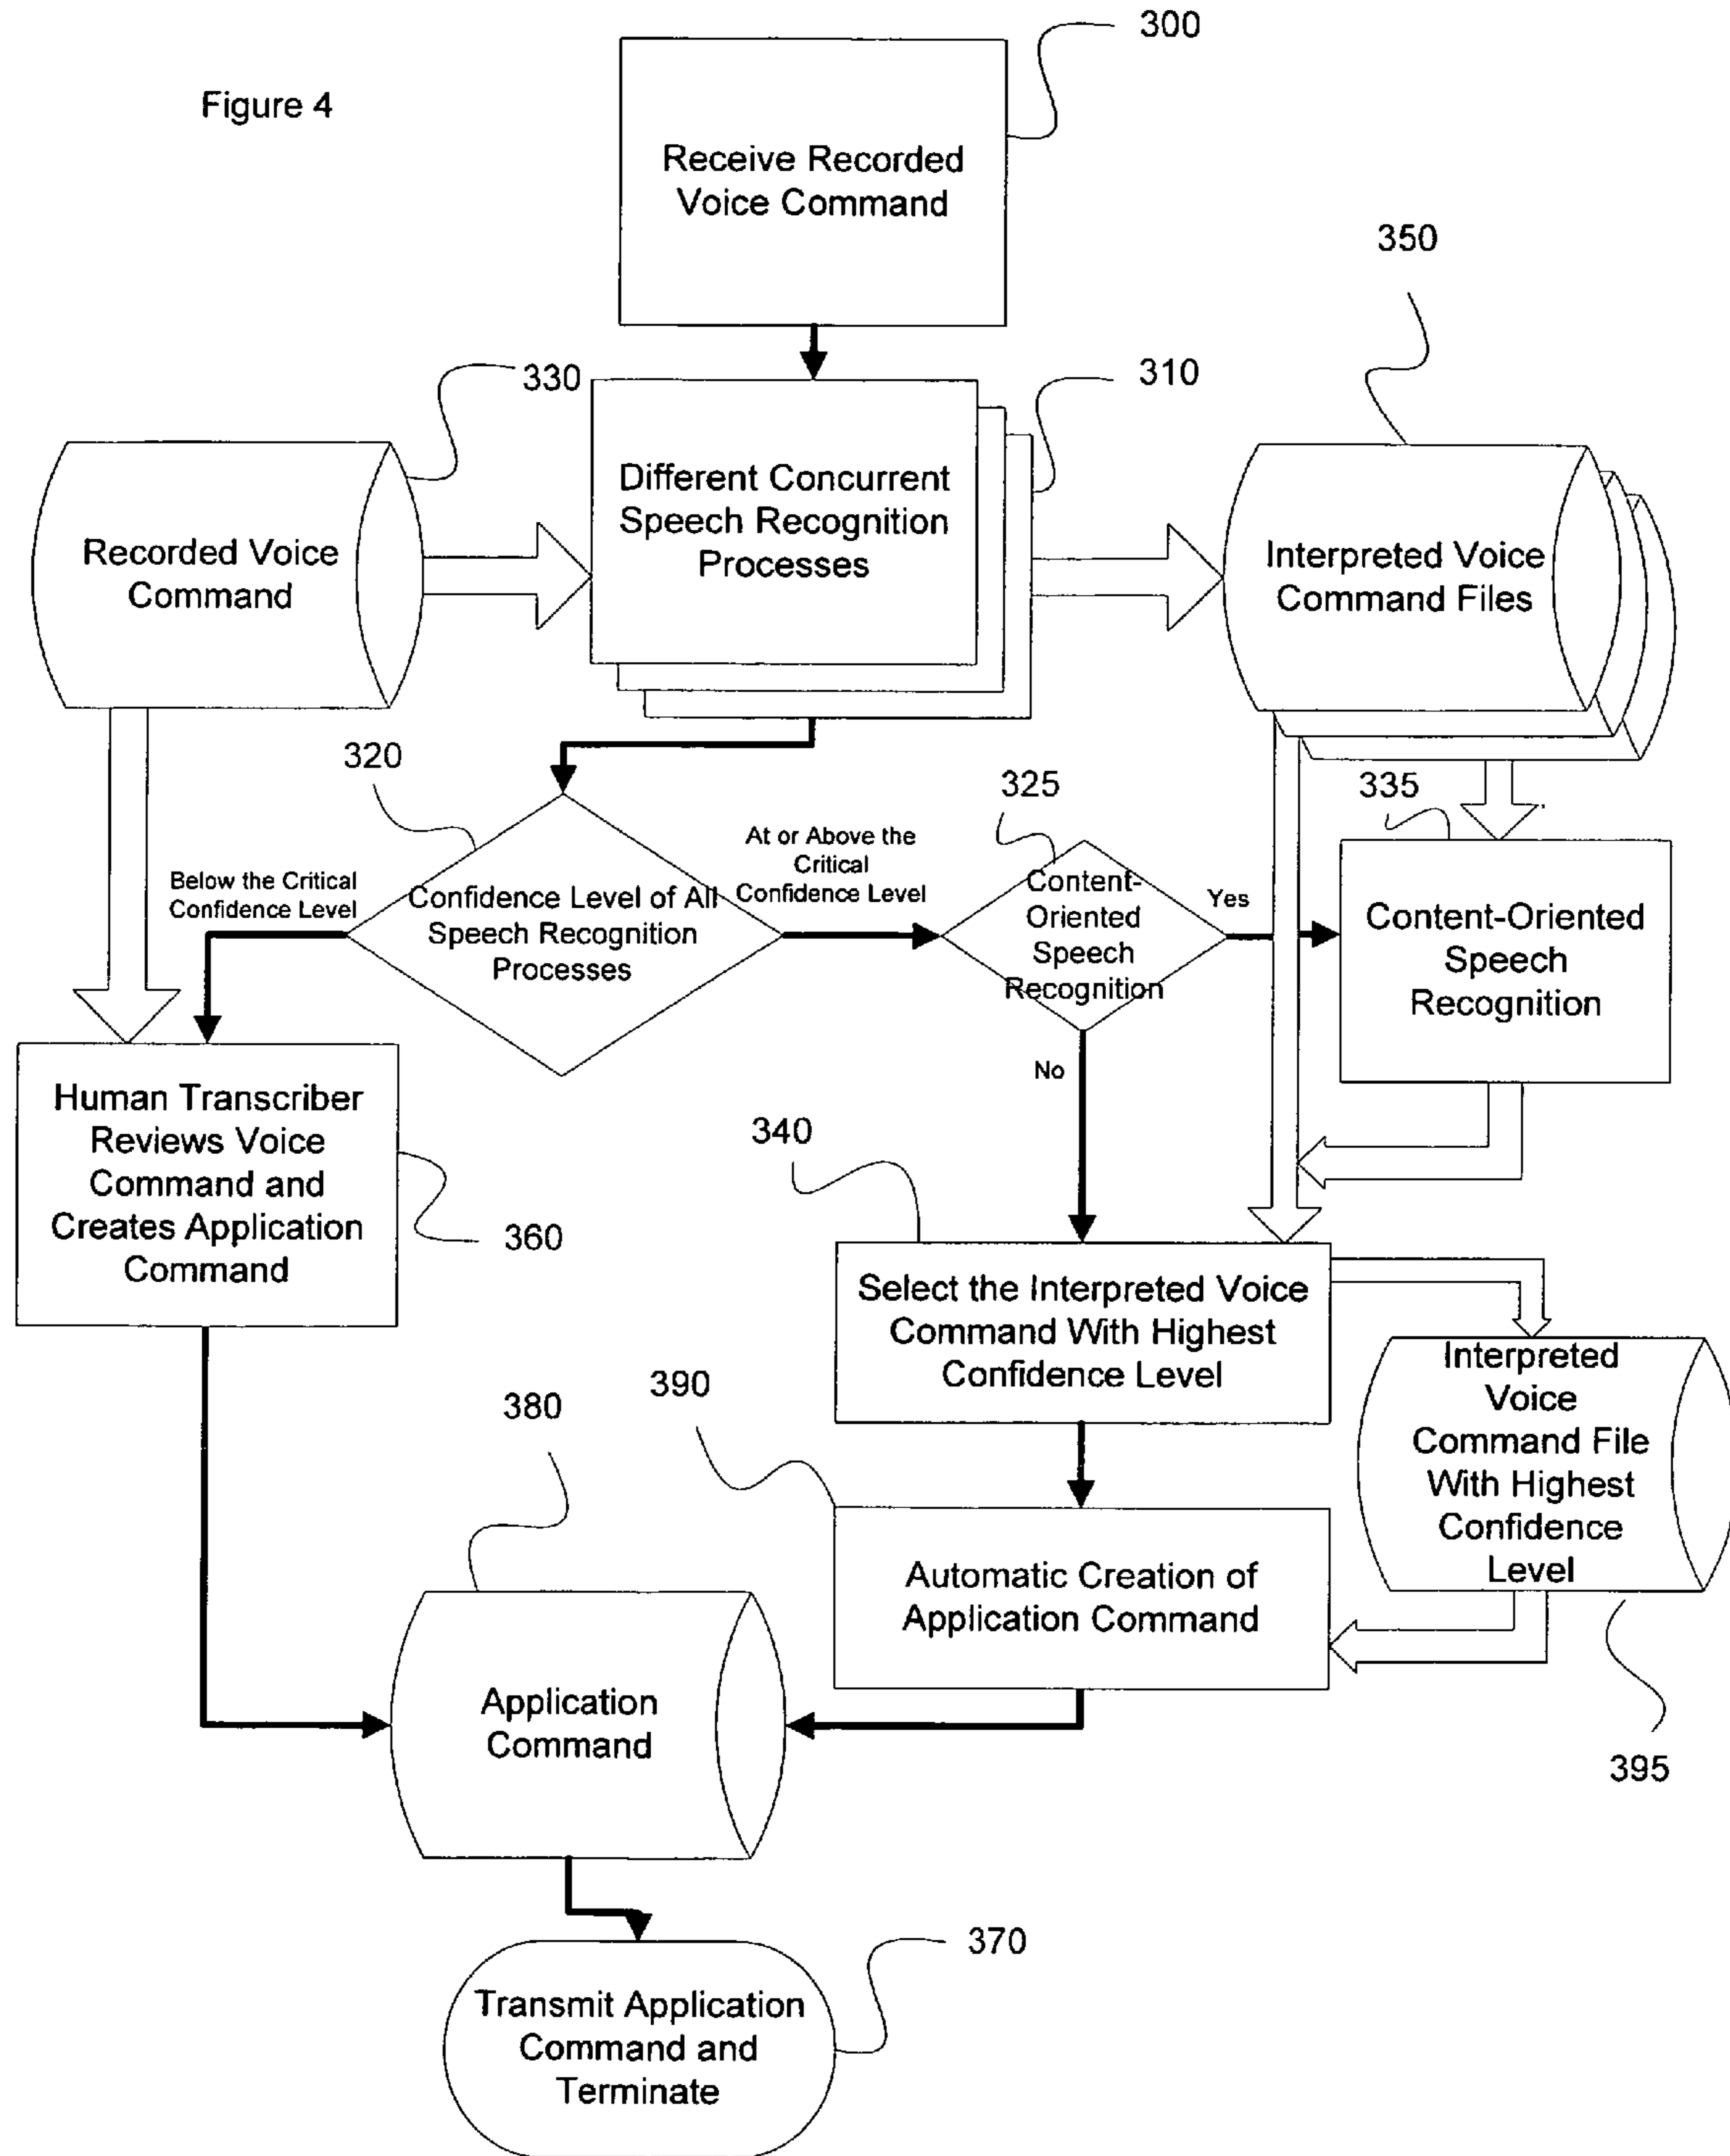 Figure 4
300
Receive Recorded
Voice Command
350
330
310
Recorded Voice
Command
Different Concurrent
Speech Recognition
Processes
Interpreted Voice
Command Files
320
325
335
Below the Critical
Confidence Level
Confidence Level of All
Speech Recognition
Processes
At or Above the
Critical
Confidence Level
Content-
Oriented
Speech
Recognition
Yes
No
Content-Oriented
Speech
Recognition
Human Transcriber
Reviews Voice
Command and
Creates Application
Command
360
340
Select the Interpreted Voice
Command With Highest
Confidence Level
Interpreted
Voice
Command File
With Highest
Confidence
Level
395
390
Automatic Creation of
Application Command
380
Application
Command
370
Transmit Application
Command and
Terminate